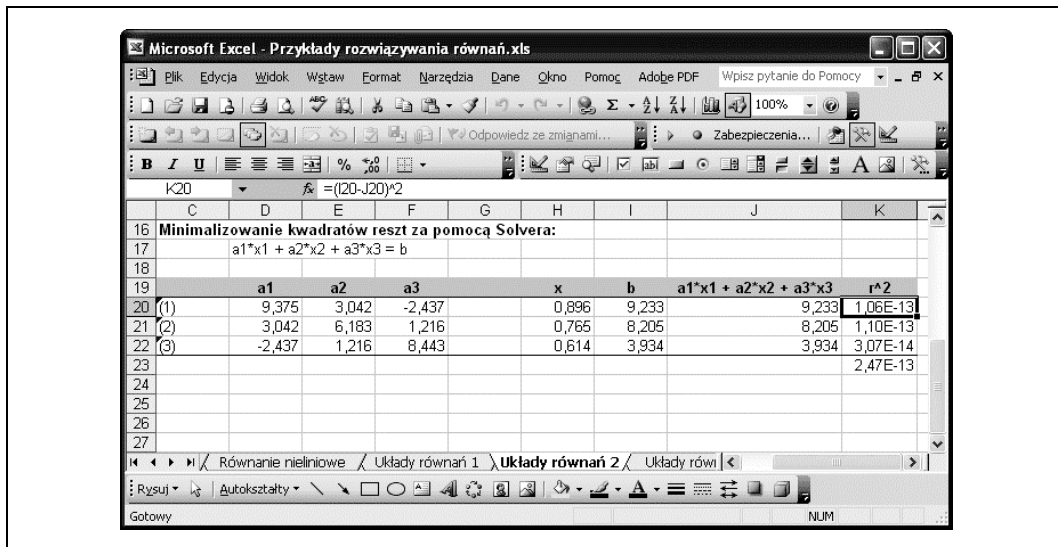 Microsoft Excel - Przykłady rozwiązywania równań.xls
Plik Edycja Widok Wstaw Format Narzędzia Dane Okno Pomoc Adobe PDF Wpisz pytanie do Pomocy
100%
Odpowiedz ze zmianami... Zabezpieczenia...
B I U % A
K20 fx =(I20-J20)^2
C D E F G H I J K
16 Minimalizowanie kwadratów reszt za pomocą Solvera:
17 a1*x1 + a2*x2 + a3*x3 = b
18
19 a1 a2 a3 x b a1*x1 + a2*x2 + a3*x3 r^2
20 (1) 9,375 3,042 -2,437 0,896 9,233 9,233 1,06E-13
21 (2) 3,042 6,183 1,216 0,765 8,205 8,205 1,10E-13
22 (3) -2,437 1,216 8,443 0,614 3,934 3,934 3,07E-14
23 2,47E-13
24
25
26
27
Równanie nieliniowe Układy równań 1 Układy równań 2 Układy rówi
Rysuj Autokształty
Gotowy NUM